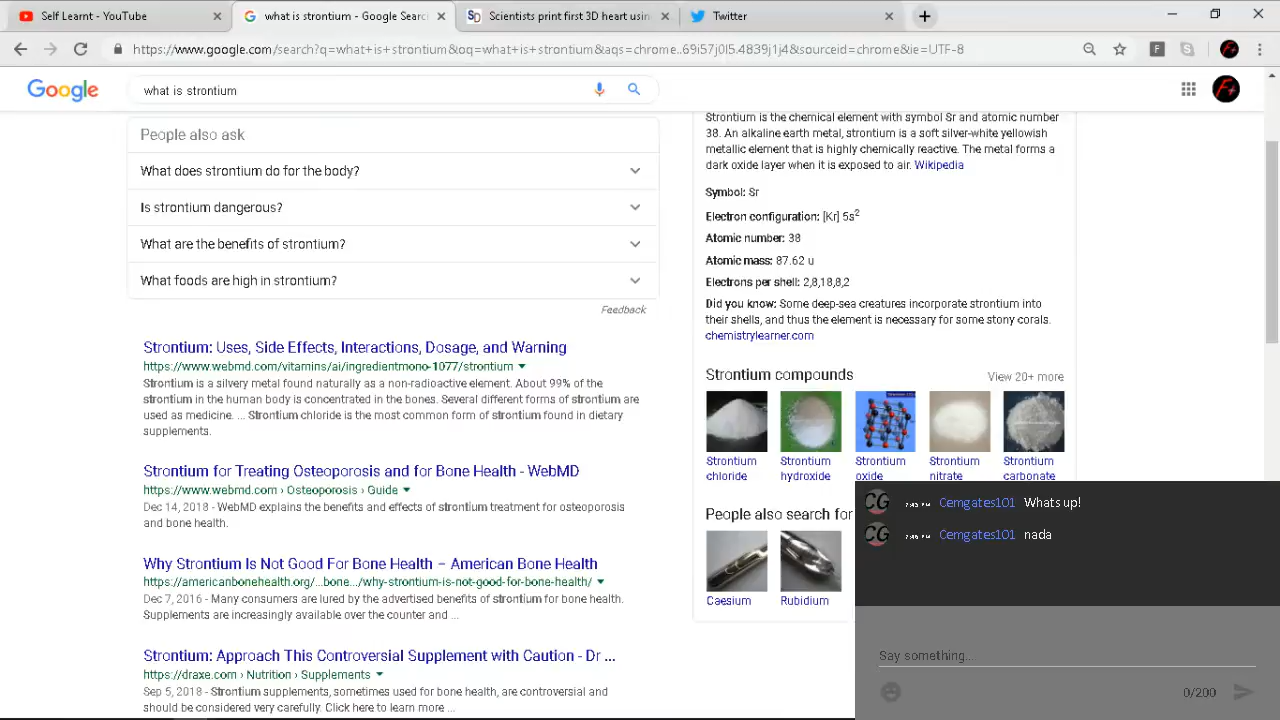 Self Learnt - YouTube
what is strontium - Google Searc
Scientists print first 3D heart using
Twitter
https://www.google.com/search?q=what+is+strontium&oq=what+is+strontium&aqs=chrome..69i57j0l5.4839j1j4&sourceid=chrome&ie=UTF-8
Google
what is strontium
People also ask
What does strontium do for the body?
Is strontium dangerous?
What are the benefits of strontium?
What foods are high in strontium?
Feedback
Strontium: Uses, Side Effects, Interactions, Dosage, and Warning
https://www.webmd.com/vitamins/ai/ingredientmono-1077/strontium
Strontium is a silvery metal found naturally as a non-radioactive element. About 99% of the
strontium in the human body is concentrated in the bones. Several different forms of strontium are
used as medicine. ... Strontium chloride is the most common form of strontium found in dietary
supplements.
Strontium for Treating Osteoporosis and for Bone Health - WebMD
https://www.webmd.com › Osteoporosis › Guide
Dec 14, 2018 - WebMD explains the benefits and effects of strontium treatment for osteoporosis
and bone health.
Why Strontium Is Not Good For Bone Health – American Bone Health
https://americanbonehealth.org/...bone.../why-strontium-is-not-good-for-bone-health/
Dec 7, 2016 - Many consumers are lured by the advertised benefits of strontium for bone health.
Supplements are increasingly available over the counter and ...
Strontium: Approach This Controversial Supplement with Caution - Dr ...
https://draxe.com › Nutrition › Supplements
Sep 5, 2018 - Strontium supplements, sometimes used for bone health, are controversial and
should be considered very carefully. Click here to learn more ...
Strontium is the chemical element with symbol Sr and atomic number
38. An alkaline earth metal, strontium is a soft silver-white yellowish
metallic element that is highly chemically reactive. The metal forms a
dark oxide layer when it is exposed to air. Wikipedia
Symbol: Sr
Electron configuration: [Kr] 5s²
Atomic number: 38
Atomic mass: 87.62 u
Electrons per shell: 2,8,18,8,2
Did you know: Some deep-sea creatures incorporate strontium into
their shells, and thus the element is necessary for some stony corals.
chemistrylearner.com
Strontium compounds
View 20+ more
Strontium chloride
Strontium hydroxide
Strontium oxide
Strontium nitrate
Strontium carbonate
People also search for
Caesium
Rubidium
CG Cemgates101 Whats up!
CG Cemgates101 nada
Say something...
0/200